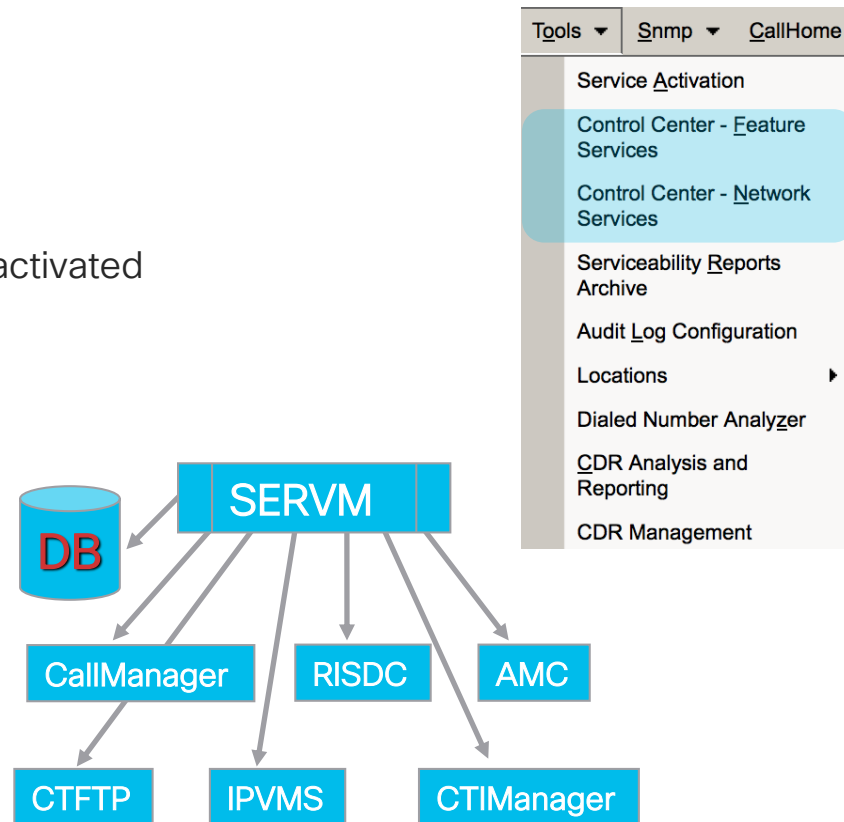 Tools Snmp CallHome
Service Activation
Control Center - Feature
Services
Control Center - Network
Services
Serviceability Reports
Archive
Audit Log Configuration
Locations
Dialed Number Analyzer
CDR Analysis and
Reporting
CDR Management
activated
SERVM
DB
CallManager RISDC AMC
CTFTP IPVMS CTIManager